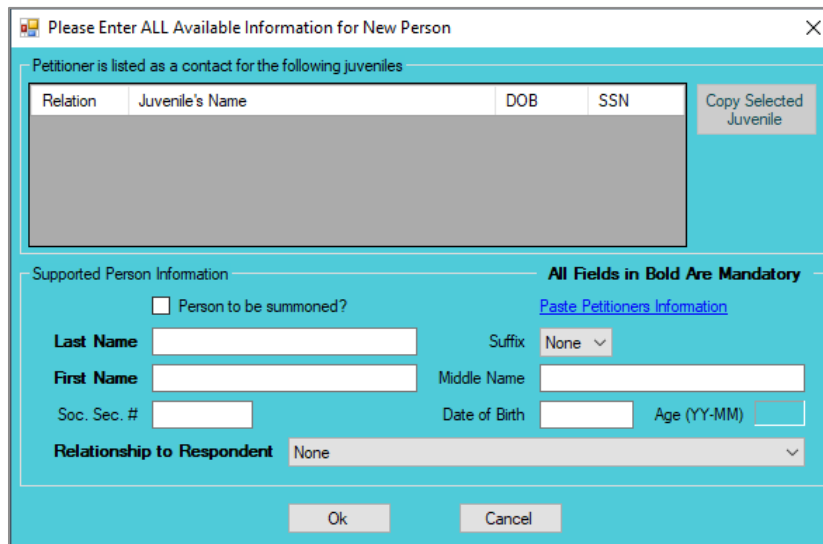 Please Enter ALL Available Information for New Person
Petitioner is listed as a contact for the following juveniles
Relation Juvenile's Name DOB SSN
Copy Selected
Juvenile
Supported Person Information All Fields in Bold Are Mandatory
Person to be summoned? Paste Petitioners Information
Last Name Suffix None
First Name Middle Name
Soc. Sec. # Date of Birth Age (YY-MM)
Relationship to Respondent None
Ok Cancel